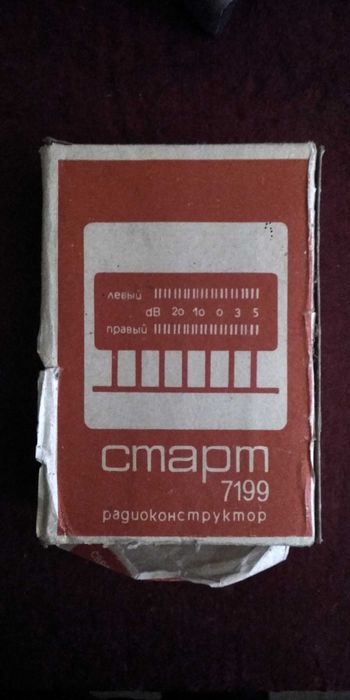 левый
dB 20 10 0 3 5
правый
старт
7199
радиоконструктор